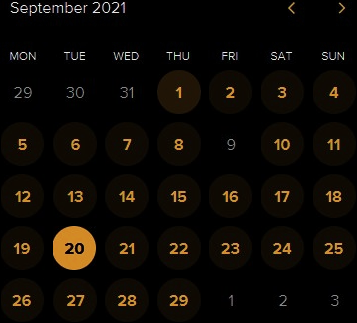 September 2021
MON TUE WED THU FRI SAT SUN
29 30 31 1 2 3 4
5 6 7 8 9 10 11
12 13 14 15 16 17 18
19 20 21 22 23 24 25
26 27 28 29 1 2 3